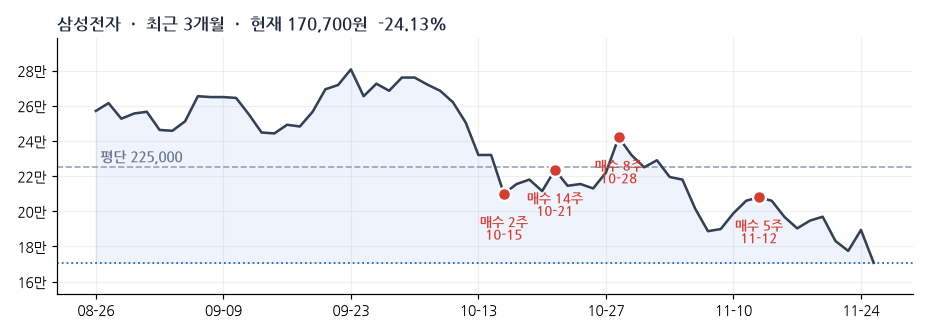 삼성전자 · 최근 3개월 · 현재 170,700원 -24.13%
28만
26만
24만
22만
20만
18만
16만
평단 225,000
매수 2주
10-15
매수 14주
10-21
매수 8주
10-28
매수 5주
11-12
08-26
09-09
09-23
10-13
10-27
11-10
11-24